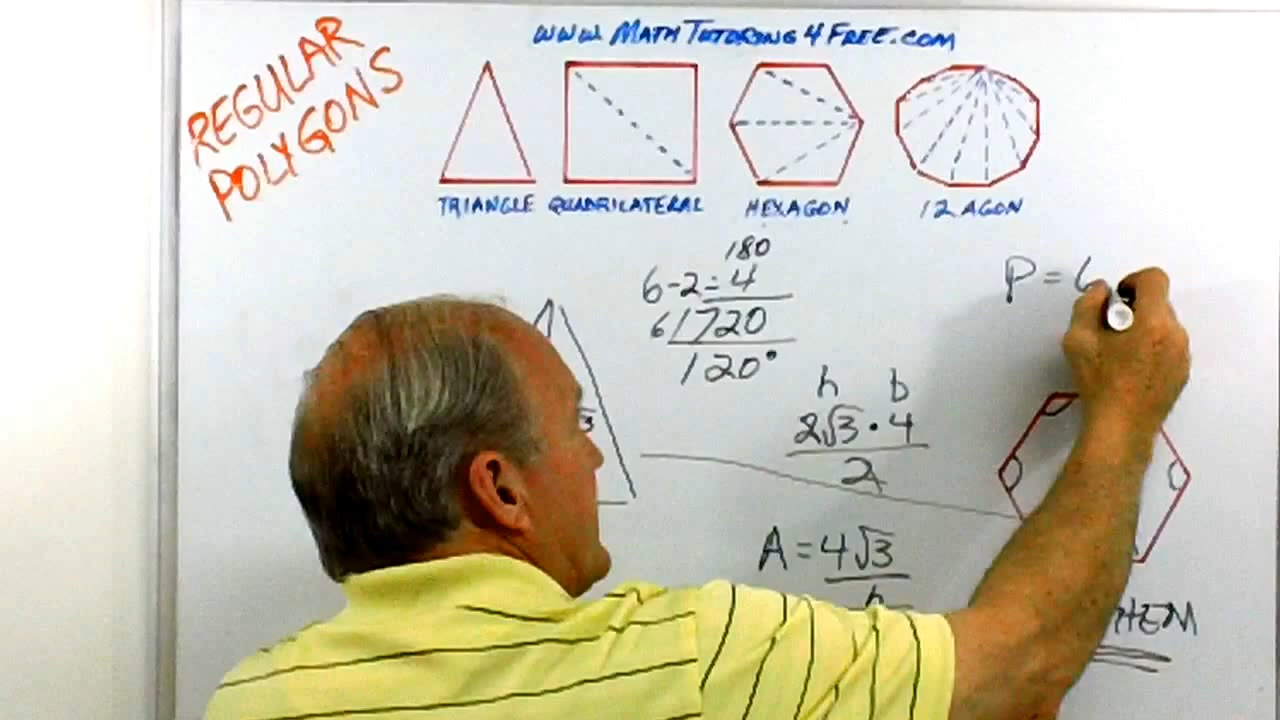 www.MathTutoring4Free.com
REGULAR
POLYGONS
TRIANGLE QUADRILATERAL HEXAGON 12 AGON
180
6-2=4
6/720
120°
P=6
h b
2√3 • 4
2
A=4√3